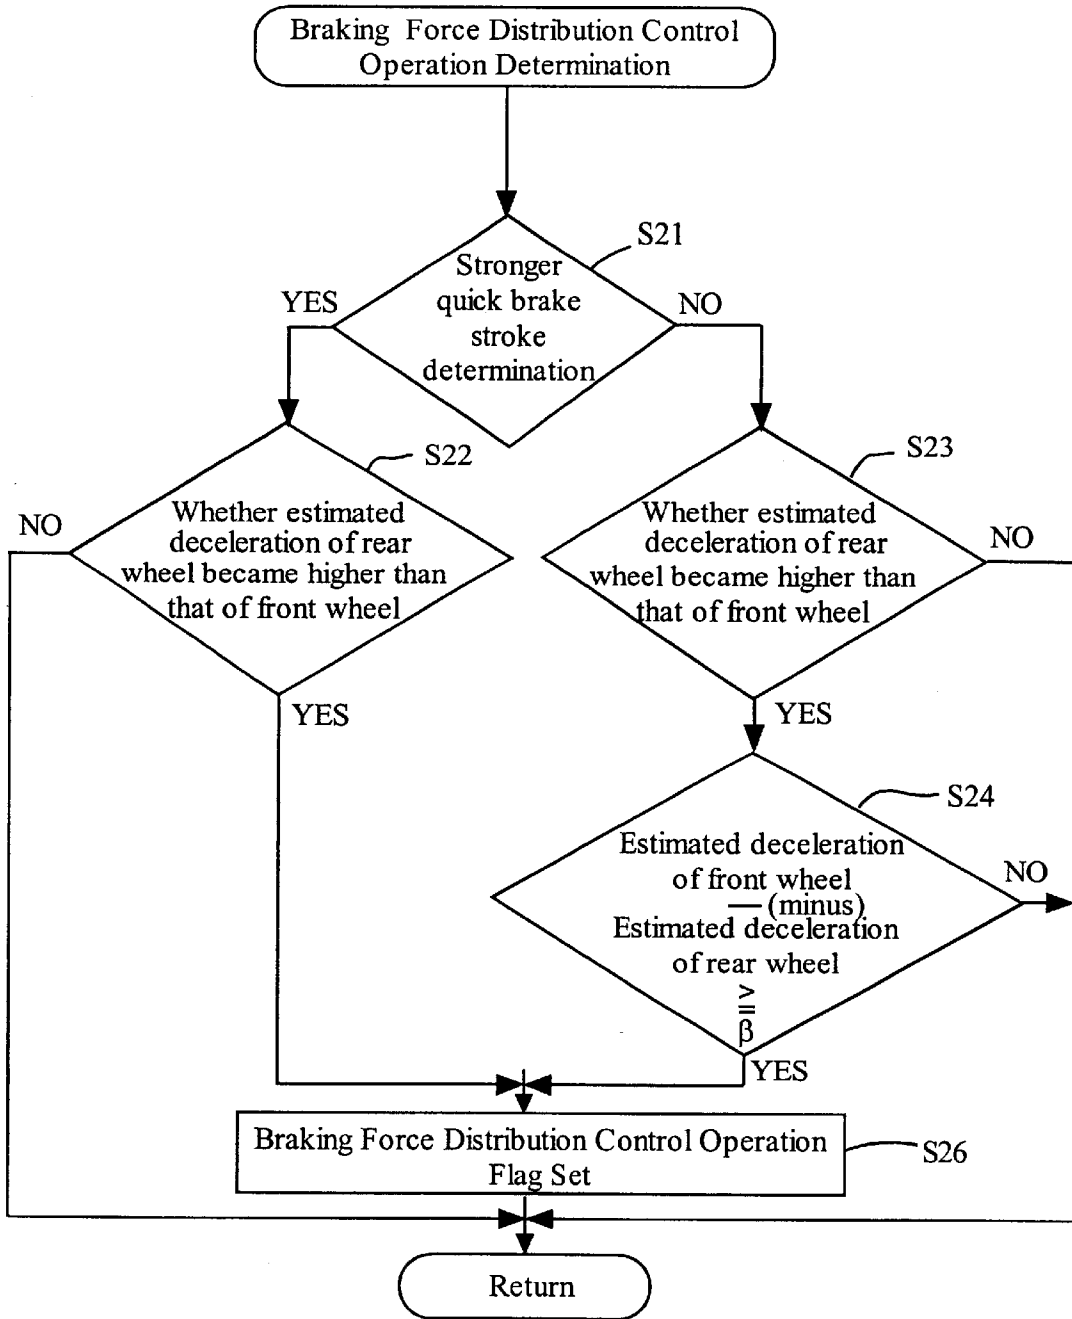 Braking Force Distribution Control
Operation Determination
S21
Stronger
quick brake
stroke
determination
YES
NO
S22
Whether estimated
deceleration of rear
wheel became higher than
that of front wheel
NO
YES
S23
Whether estimated
deceleration of rear
wheel became higher than
that of front wheel
NO
YES
S24
Estimated deceleration
of front wheel
— (minus)
Estimated deceleration
of rear wheel
≧
β
NO
YES
Braking Force Distribution Control Operation
Flag Set
S26
Return